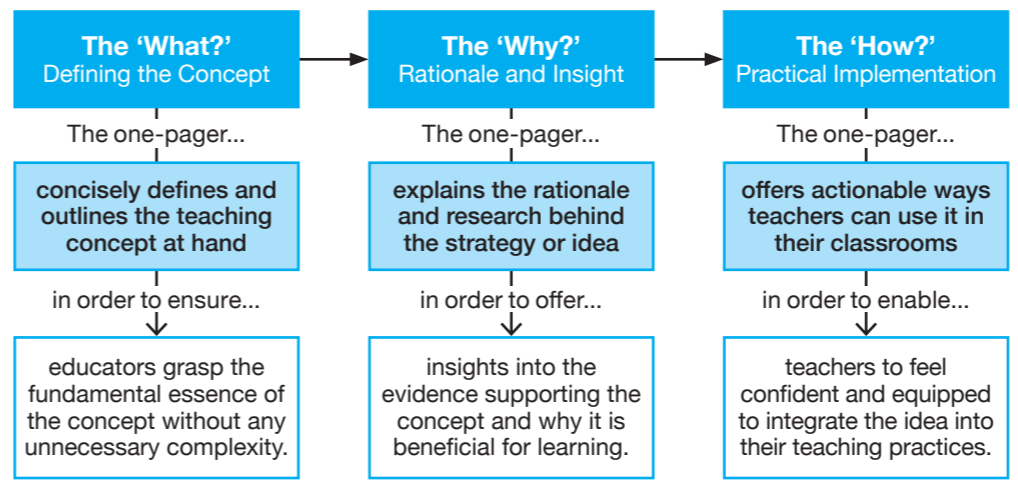 The ‘What?’
Defining the Concept
The one-pager...
concisely defines and
outlines the teaching
concept at hand
in order to ensure...
educators grasp the
fundamental essence of
the concept without any
unnecessary complexity.
The ‘Why?’
Rationale and Insight
The one-pager...
explains the rationale
and research behind
the strategy or idea
in order to offer...
insights into the
evidence supporting the
concept and why it is
beneficial for learning.
The ‘How?’
Practical Implementation
The one-pager...
offers actionable ways
teachers can use it in
their classrooms
in order to enable...
teachers to feel
confident and equipped
to integrate the idea into
their teaching practices.